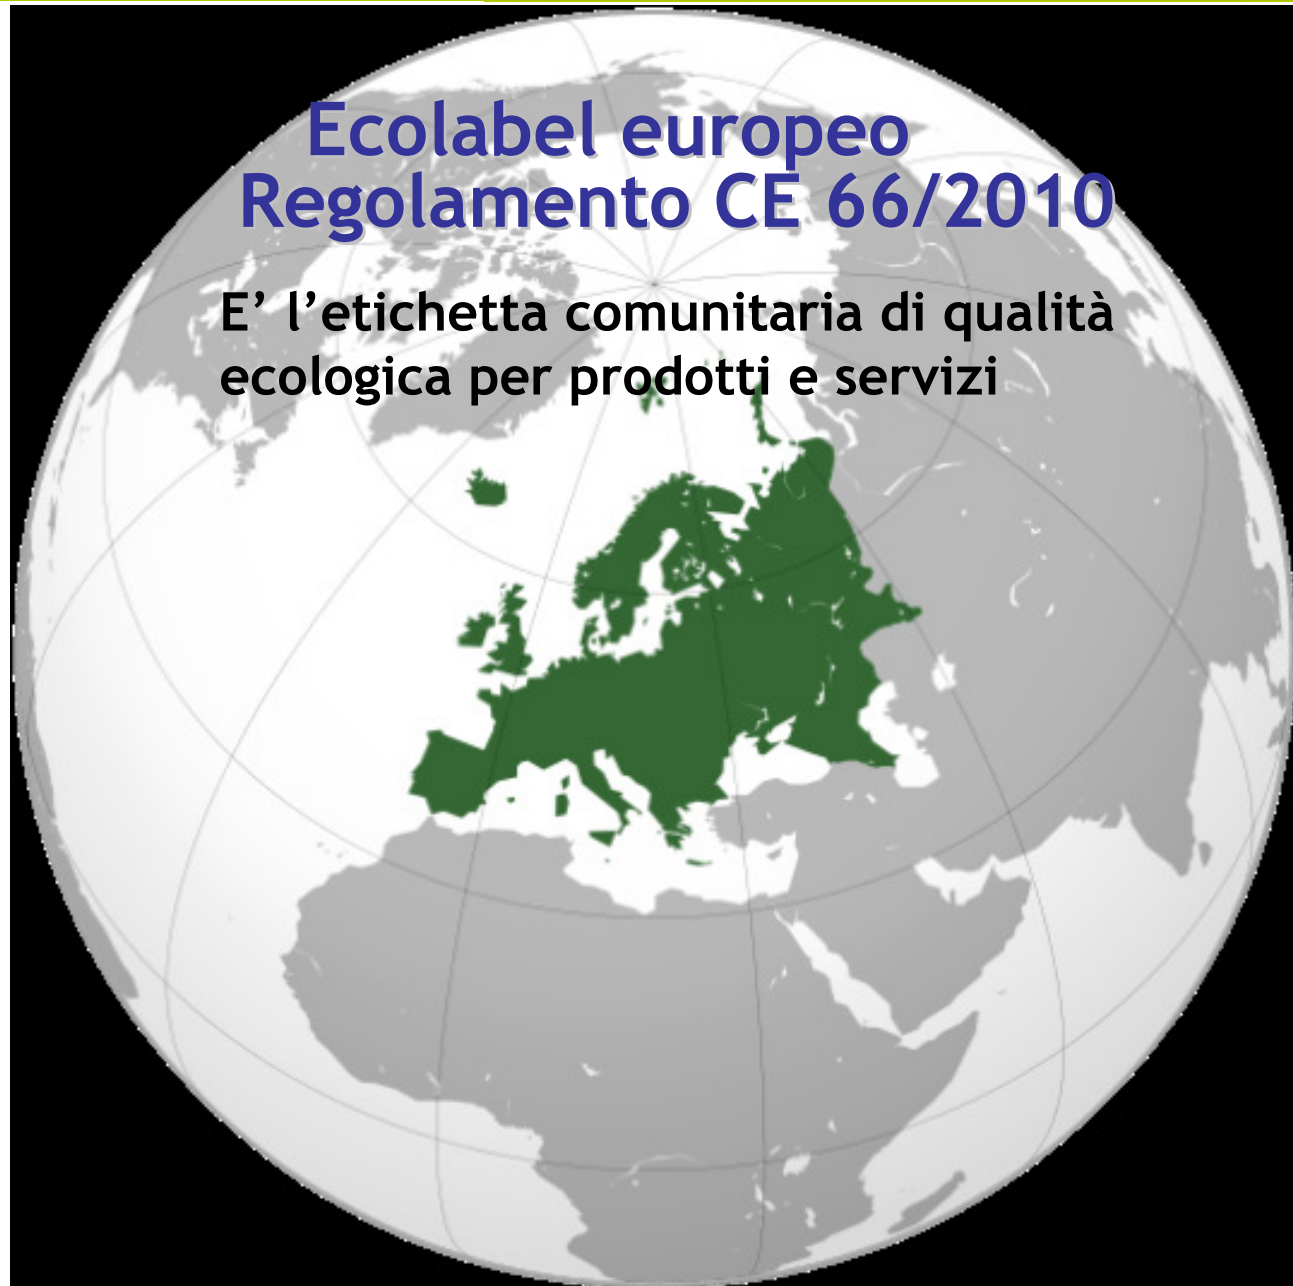 Ecolabel europeo
Regolamento CE 66/2010
E’ l’etichetta comunitaria di qualità
ecologica per prodotti e servizi